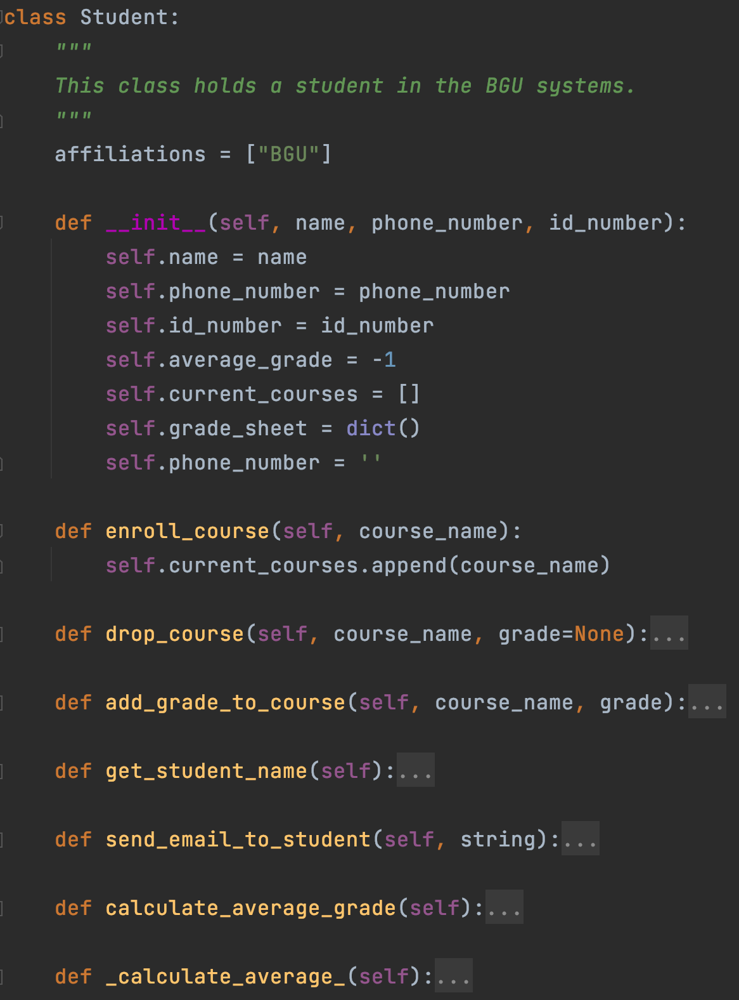 class Student:
    """
    This class holds a student in the BGU systems.
    """
    affiliations = ["BGU"]

    def __init__(self, name, phone_number, id_number):
        self.name = name
        self.phone_number = phone_number
        self.id_number = id_number
        self.average_grade = -1
        self.current_courses = []
        self.grade_sheet = dict()
        self.phone_number = ''

    def enroll_course(self, course_name):
        self.current_courses.append(course_name)

    def drop_course(self, course_name, grade=None):...

    def add_grade_to_course(self, course_name, grade):...

    def get_student_name(self):...

    def send_email_to_student(self, string):...

    def calculate_average_grade(self):...

    def _calculate_average_(self):...